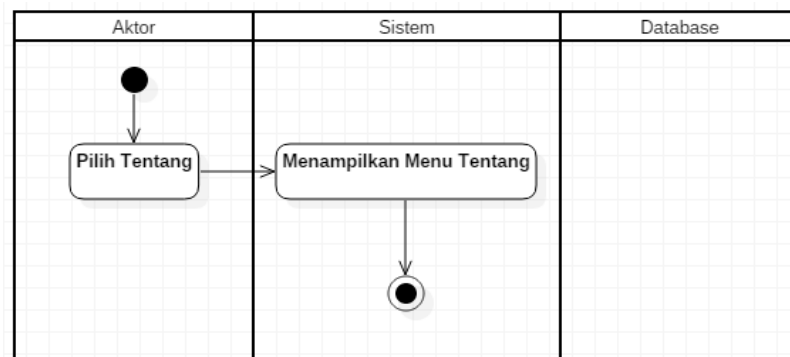 Aktor
Sistem
Database
Pilih Tentang
Menampilkan Menu Tentang